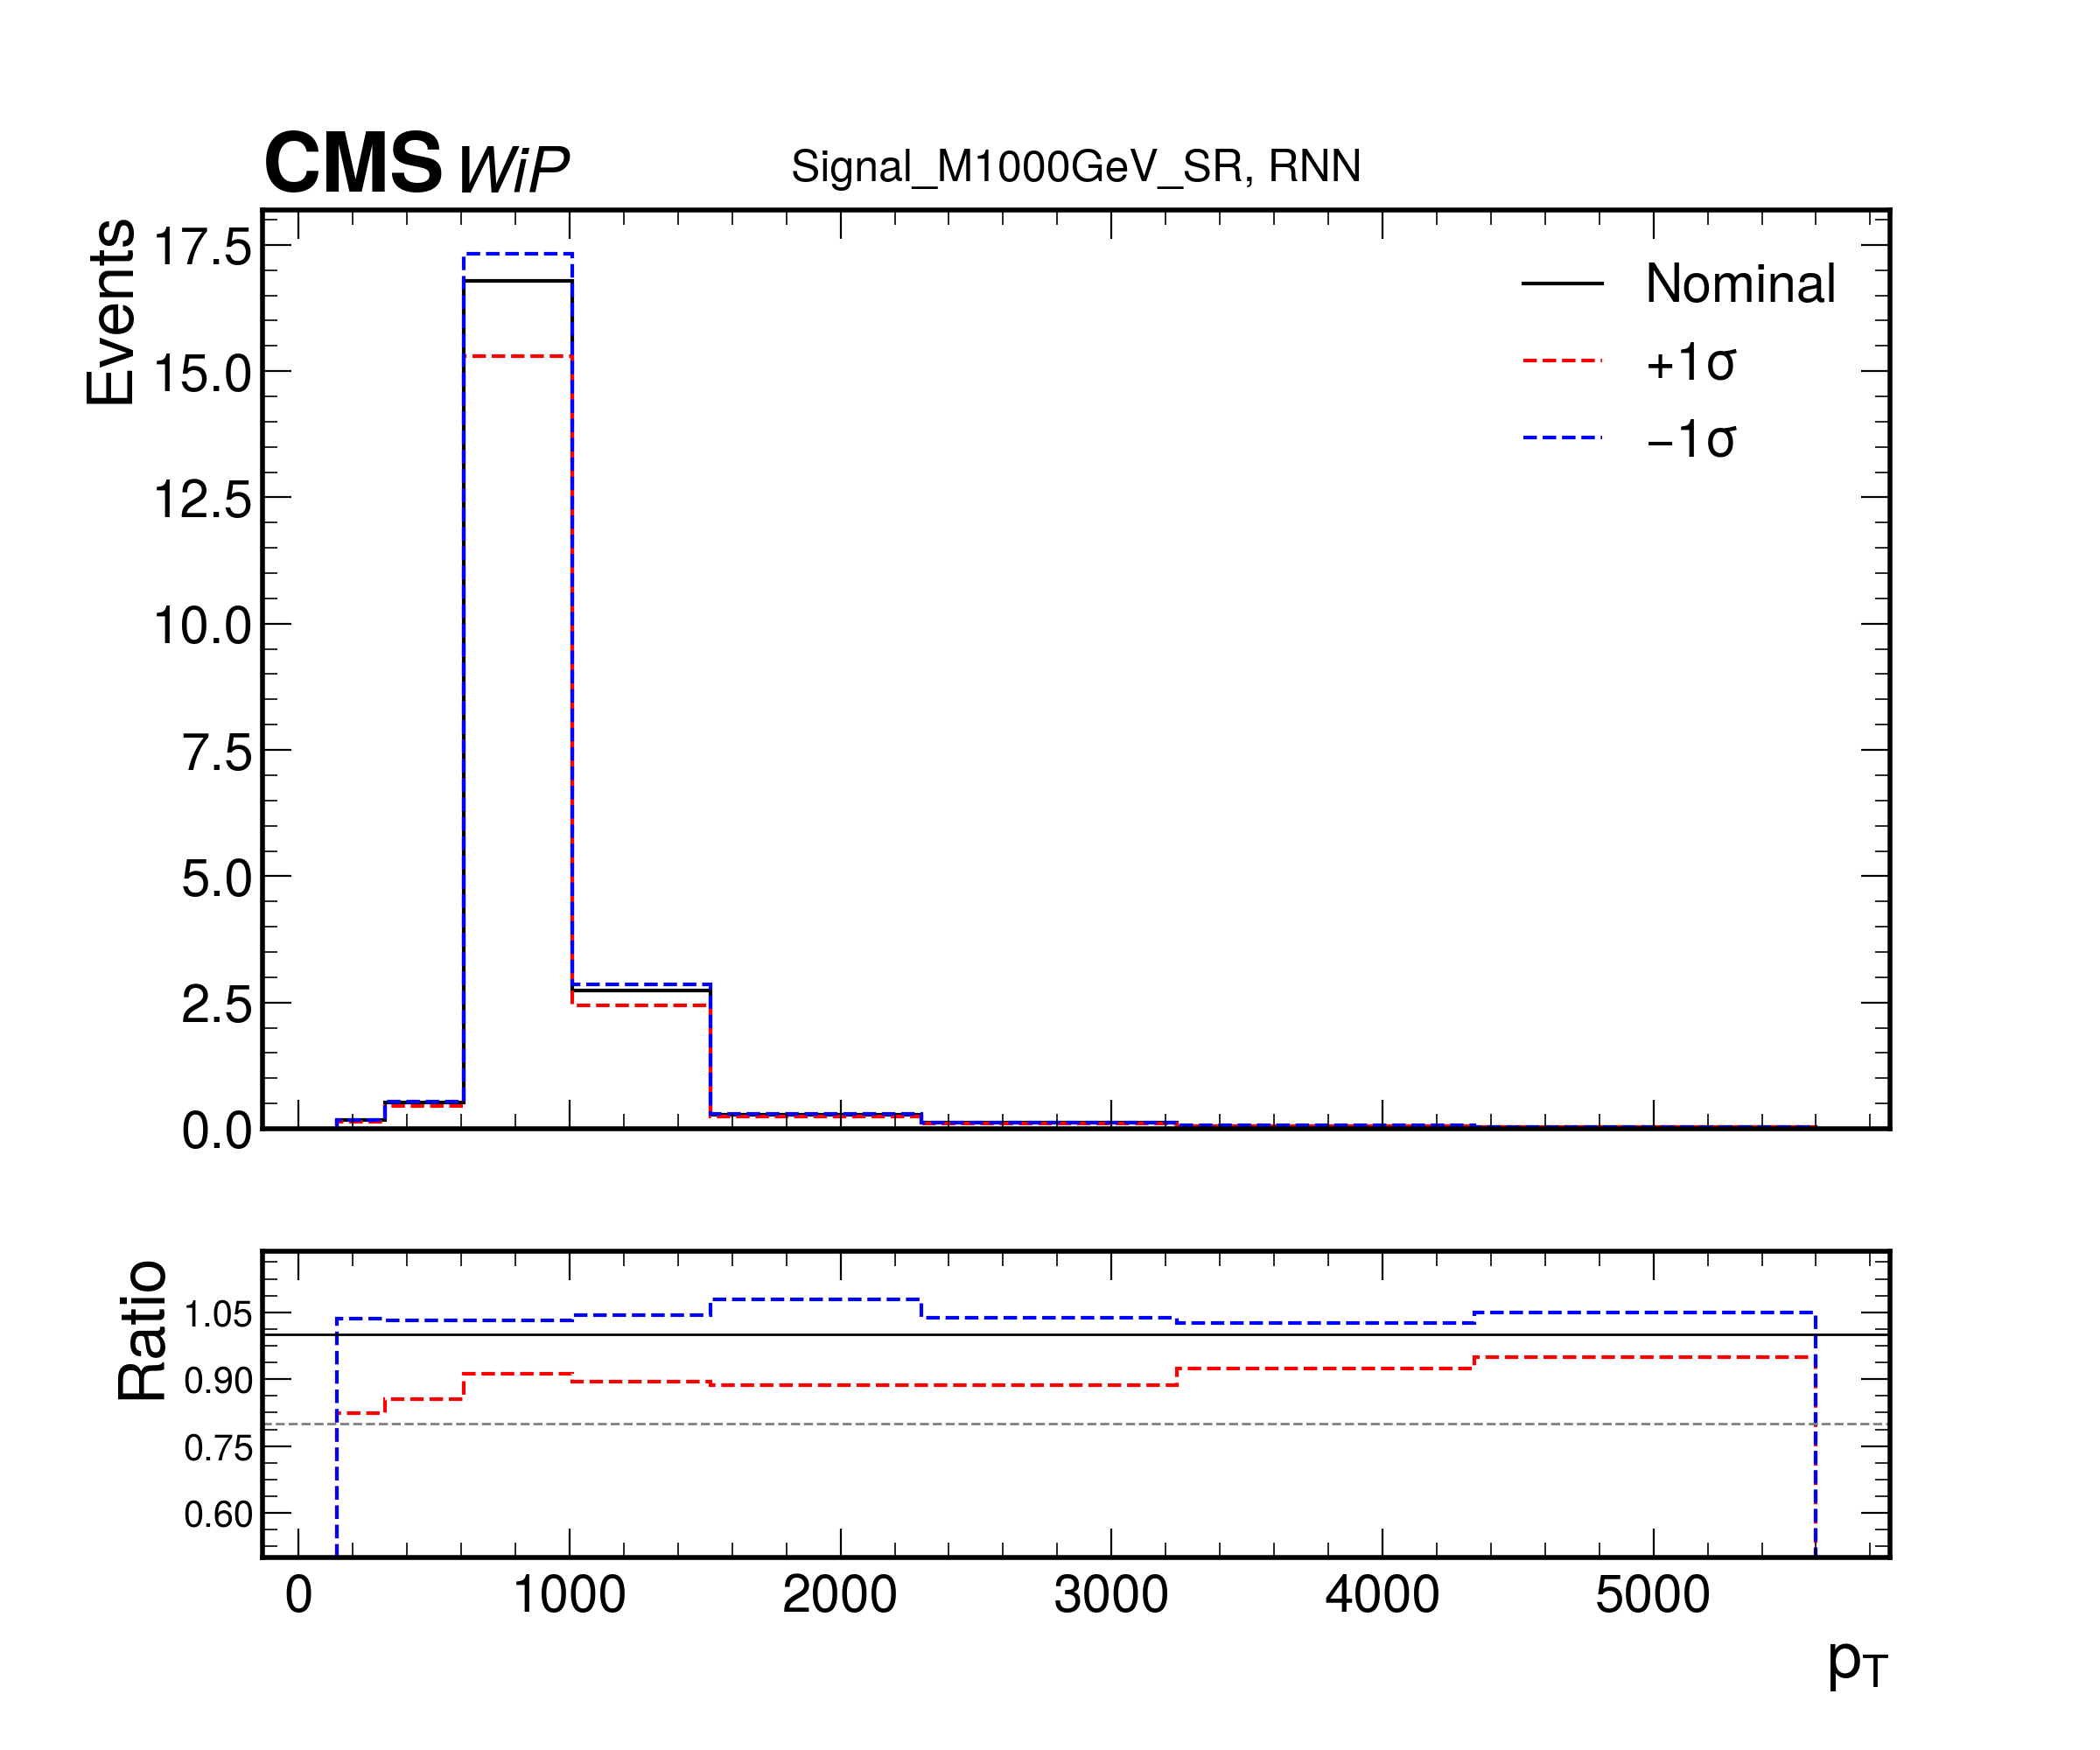 CMS WiP
Signal_M1000GeV_SR, RNN
Events
17.5
15.0
12.5
10.0
7.5
5.0
2.5
0.0
Nominal
+1σ
−1σ
Ratio
1.05
0.90
0.75
0.60
0 1000 2000 3000 4000 5000
pT